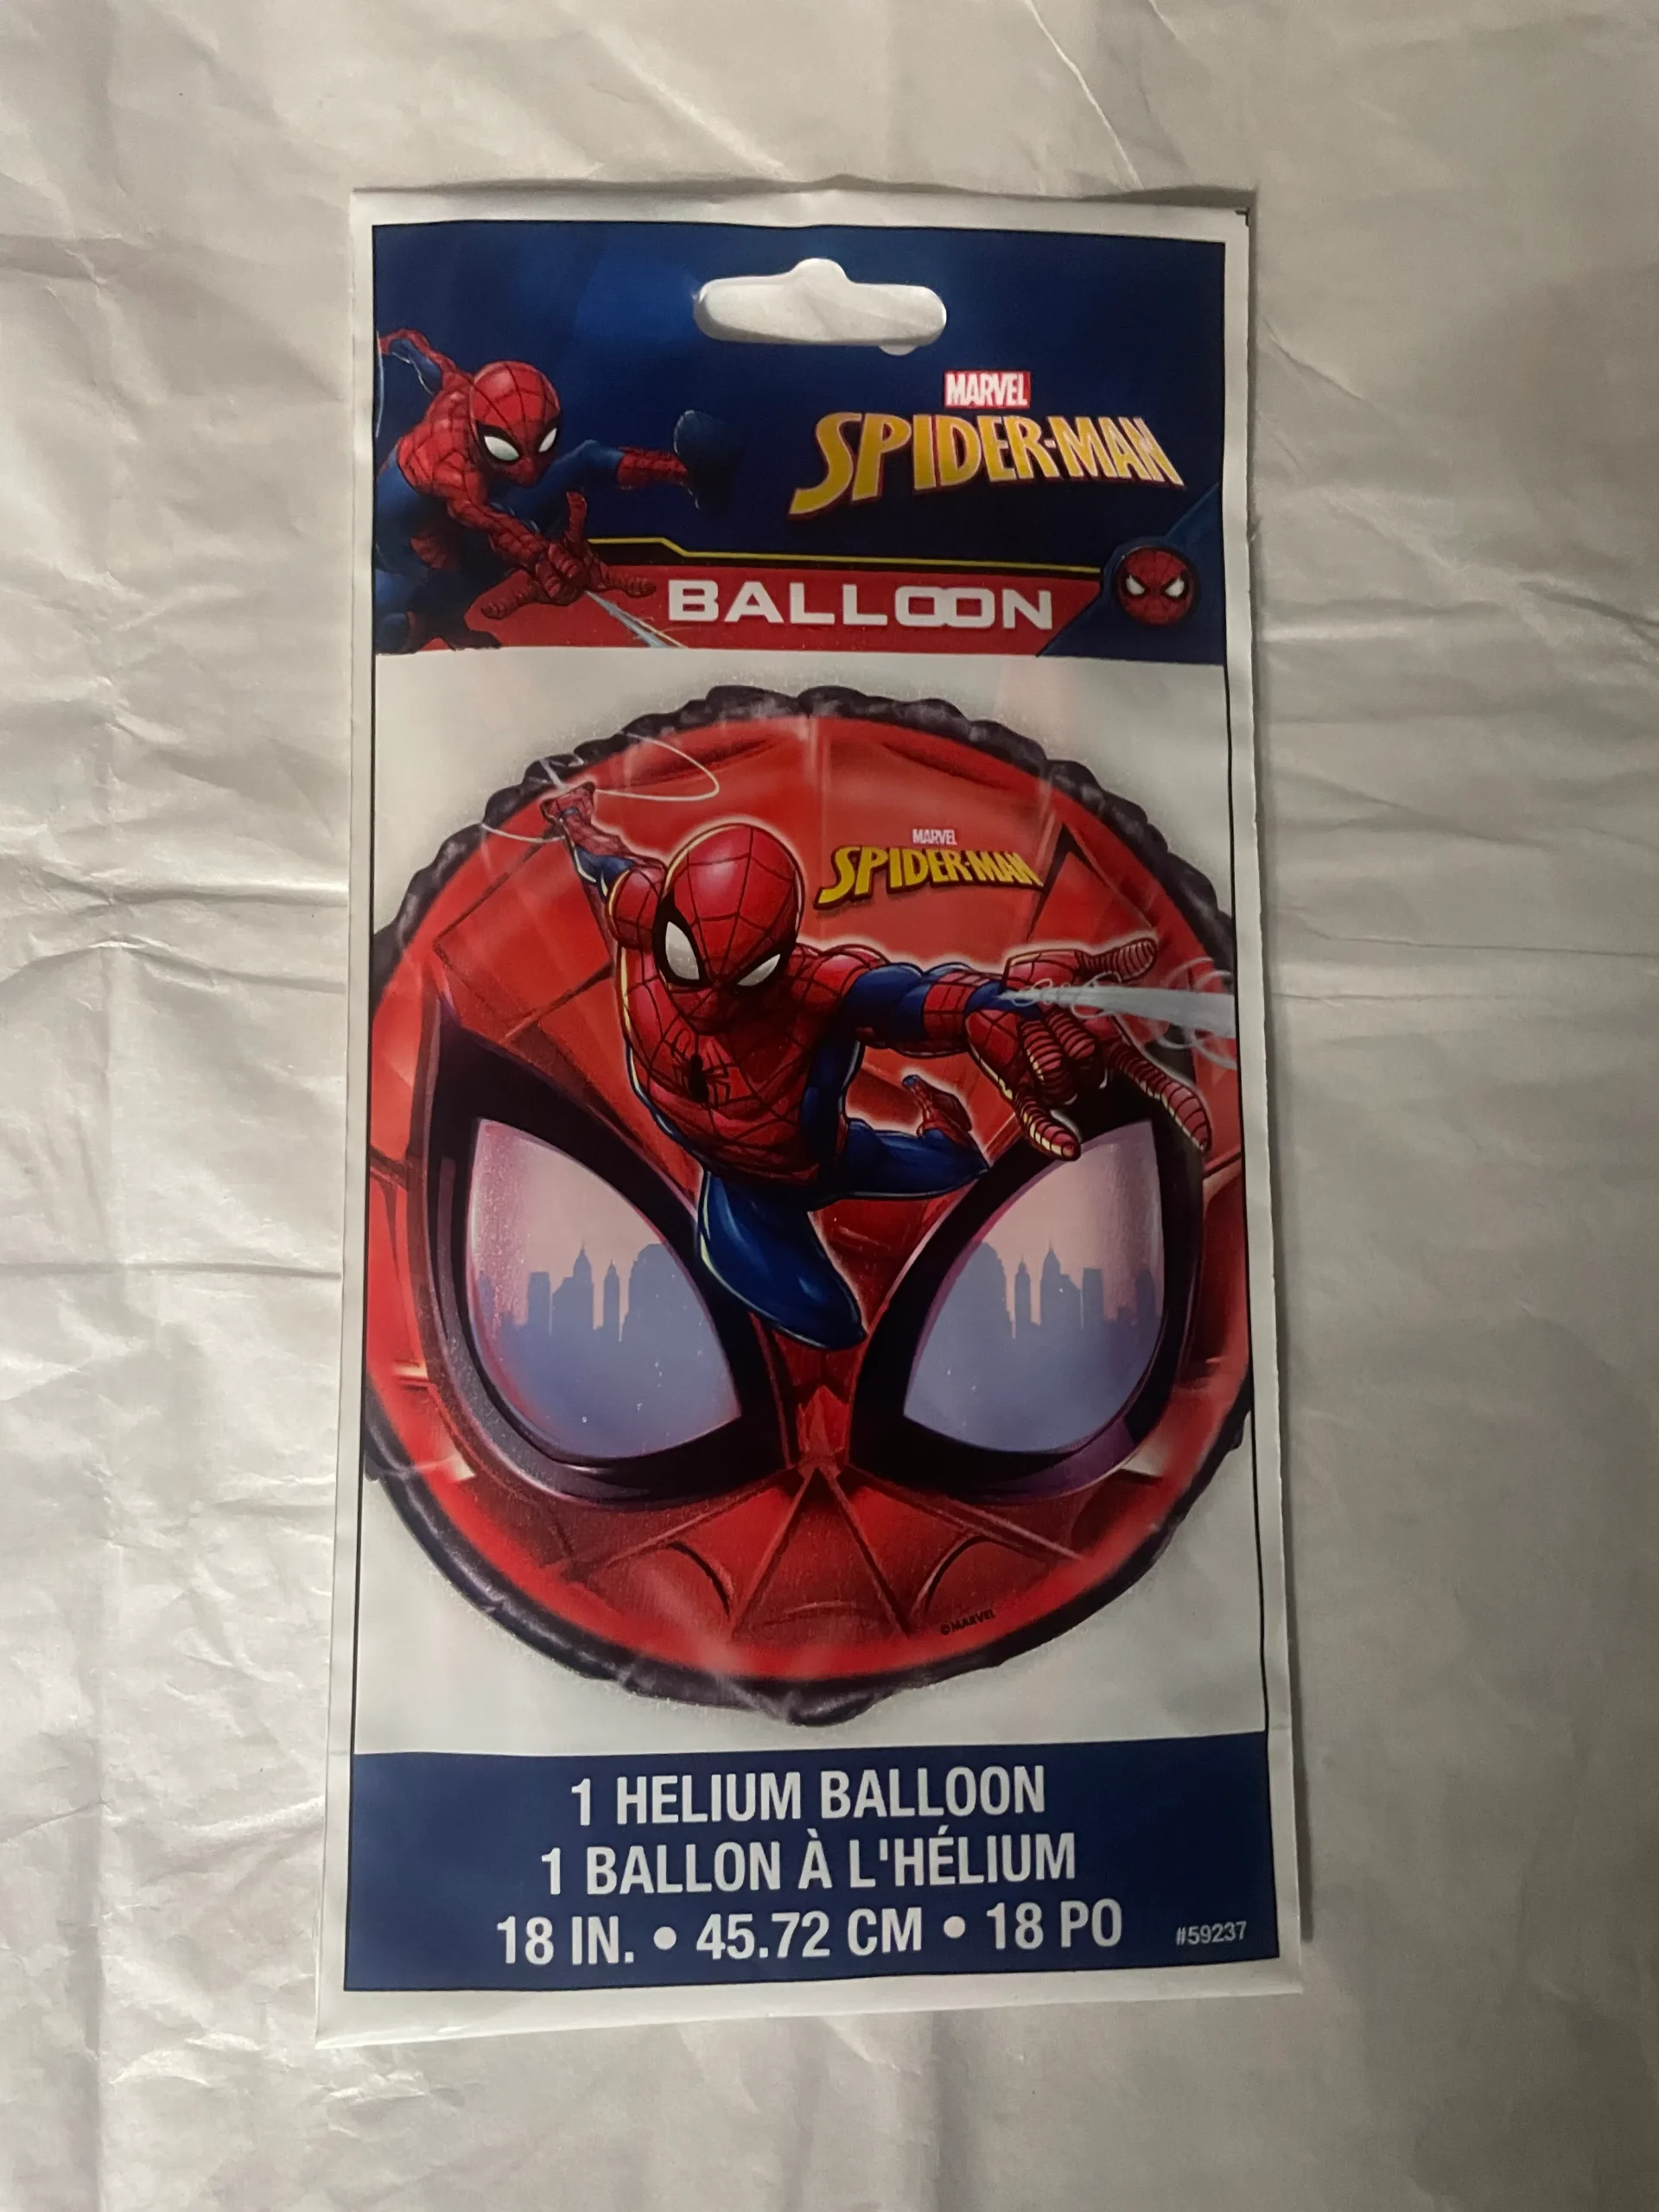 MARVEL
SPIDER-MAN
BALLOON
MARVEL
SPIDER-MAN
©MARVEL
1 HELIUM BALLOON
1 BALLON À L'HÉLIUM
18 IN. • 45.72 CM • 18 PO
#59237